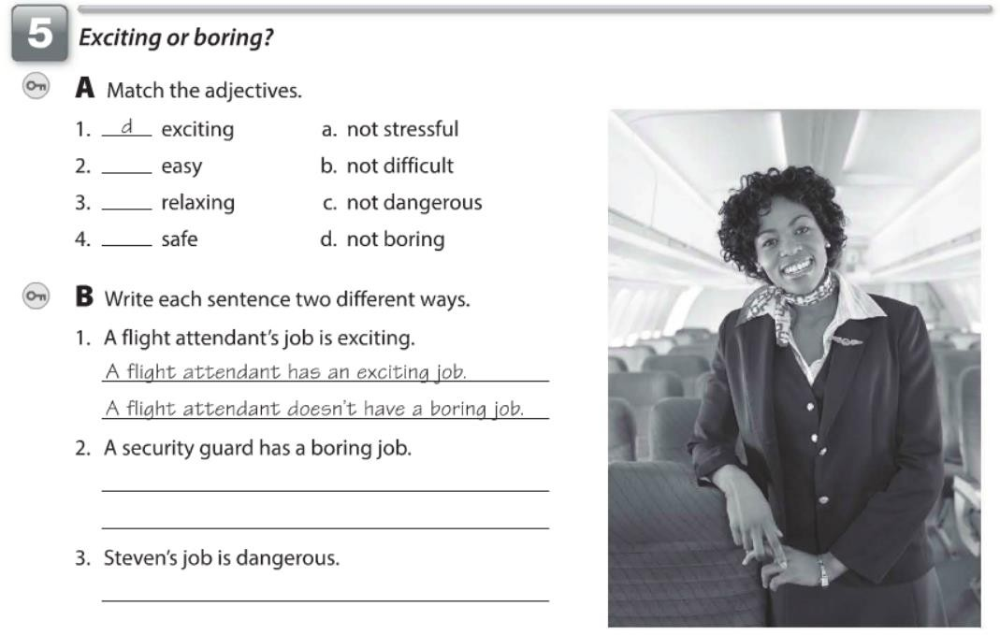 5 Exciting or boring?
A Match the adjectives.
1. d exciting a. not stressful
2. ____ easy b. not difficult
3. ____ relaxing c. not dangerous
4. ____ safe d. not boring
B Write each sentence two different ways.
1. A flight attendant's job is exciting.
A flight attendant has an exciting job.
A flight attendant doesn't have a boring job.
2. A security guard has a boring job.
3. Steven's job is dangerous.